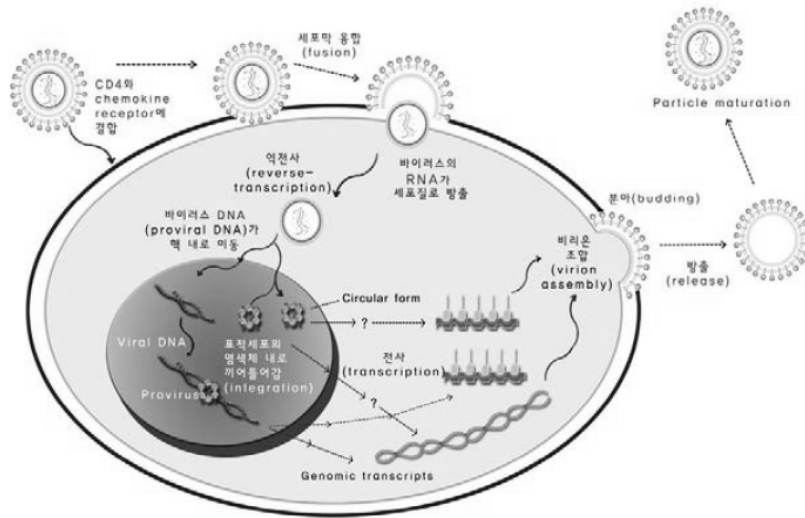 CD4와
chemokine
receptor에
결합
세포막 융합
(fusion)
Particle maturation
역전사
(reverse-
transcription)
바이러스의
RNA가
세포질로 방출
분아(budding)
바이러스 DNA
(proviral DNA)가
핵 내로 이동
비리온
조합
(virion
assembly)
방출
(release)
Circular form
?
Viral DNA
표적세포의
염색체 내로
끼어들어감
(integration)
전사
(transcription)
Provirus
?
Genomic transcripts